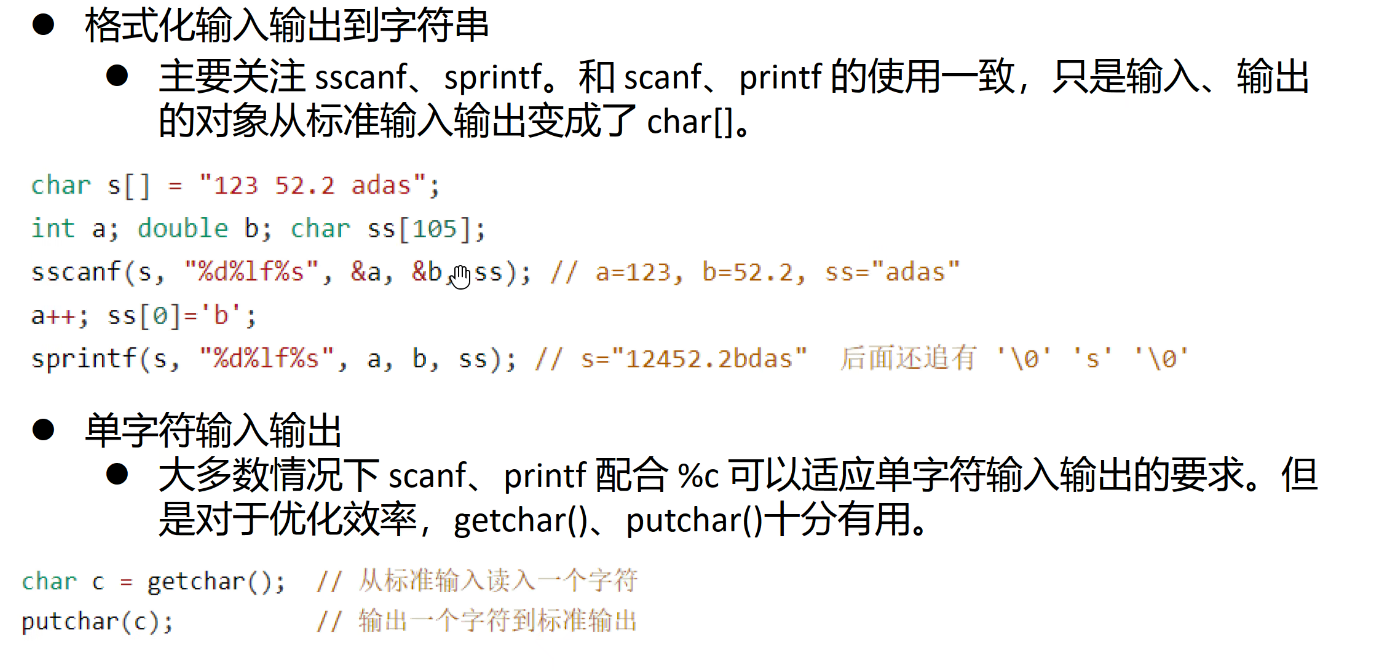 ● 格式化输入输出到字符串
● 主要关注 sscanf、sprintf。和 scanf、printf 的使用一致，只是输入、输出
的对象从标准输入输出变成了 char[]。
char s[] = "123 52.2 adas";
int a; double b; char ss[105];
sscanf(s, "%d%lf%s", &a, &b, ss); // a=123, b=52.2, ss="adas"
a++; ss[0]='b';
sprintf(s, "%d%lf%s", a, b, ss); // s="12452.2bdas" 后面还追有 '\0' 's' '\0'
● 单字符输入输出
● 大多数情况下 scanf、printf 配合 %c 可以适应单字符输入输出的要求。但
是对于优化效率，getchar()、putchar()十分有用。
char c = getchar(); // 从标准输入读入一个字符
putchar(c); // 输出一个字符到标准输出